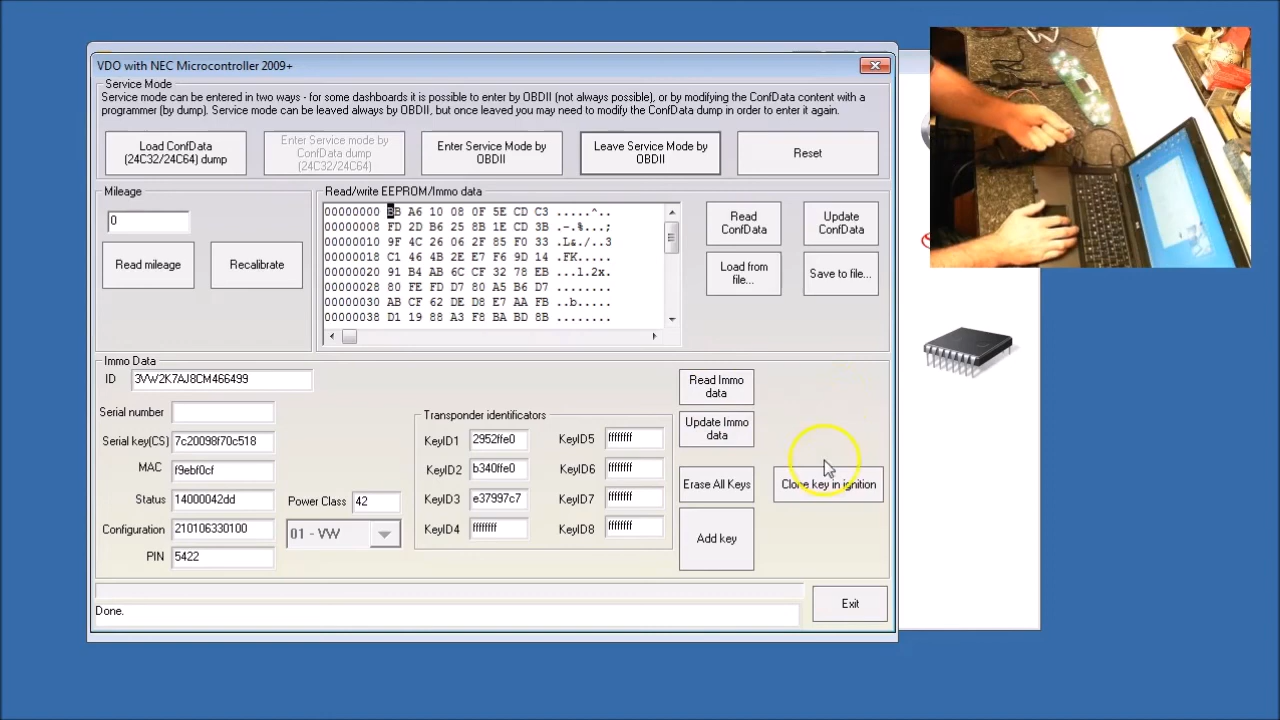 VDO with NEC Microcontroller 2009+
Service Mode
Service mode can be entered in two ways - for some dashboards it is possible to enter by OBDII (not always possible), or by modifying the ConfData content with a
programmer (by dump). Service mode can be leaved always by OBDII, but once leaved you may need to modify the ConfData dump in order to enter it again.
Load ConfData
(24C32/24C64) dump
Enter Service mode by
ConfData dump
(24C32/24C64)
Enter Service Mode by
OBDII
Leave Service Mode by
OBDII
Reset
Mileage
0
Read mileage
Recalibrate
Read/write EEPROM/Immo data
00000000 BB A6 10 08 0F 5E CD C3 .....^..
00000008 FD 2D B6 25 8B 1E CD 3B .-.%...;
00000010 9F 4C 26 06 2F 85 F0 33 .L&./..3
00000018 C1 46 4B 2E E7 F6 9D 14 .FK.....
00000020 91 B4 AB 6C CF 32 78 EB ...l.2x.
00000028 80 FE FD D7 80 A5 B6 D7 ........
00000030 AB CF 62 DE D8 E7 AA FB ..b.....
00000038 D1 19 88 A3 F8 BA BD 8B ........
Read
ConfData
Update
ConfData
Load from
file...
Save to file...
Immo Data
ID 3VW2K7AJ8CM466499
Serial number
Serial key(CS) 7c20098f70c518
MAC f9ebf0cf
Status 14000042dd
Configuration 210106330100
PIN 5422
Power Class 42
01 - VW
Transponder identificators
KeyID1 2952ffe0
KeyID2 b340ffe0
KeyID3 e37997c7
KeyID4 ffffffff
KeyID5 ffffffff
KeyID6 ffffffff
KeyID7 ffffffff
KeyID8 ffffffff
Read Immo
data
Update Immo
data
Erase All Keys
Clone key in ignition
Add key
Done.
Exit